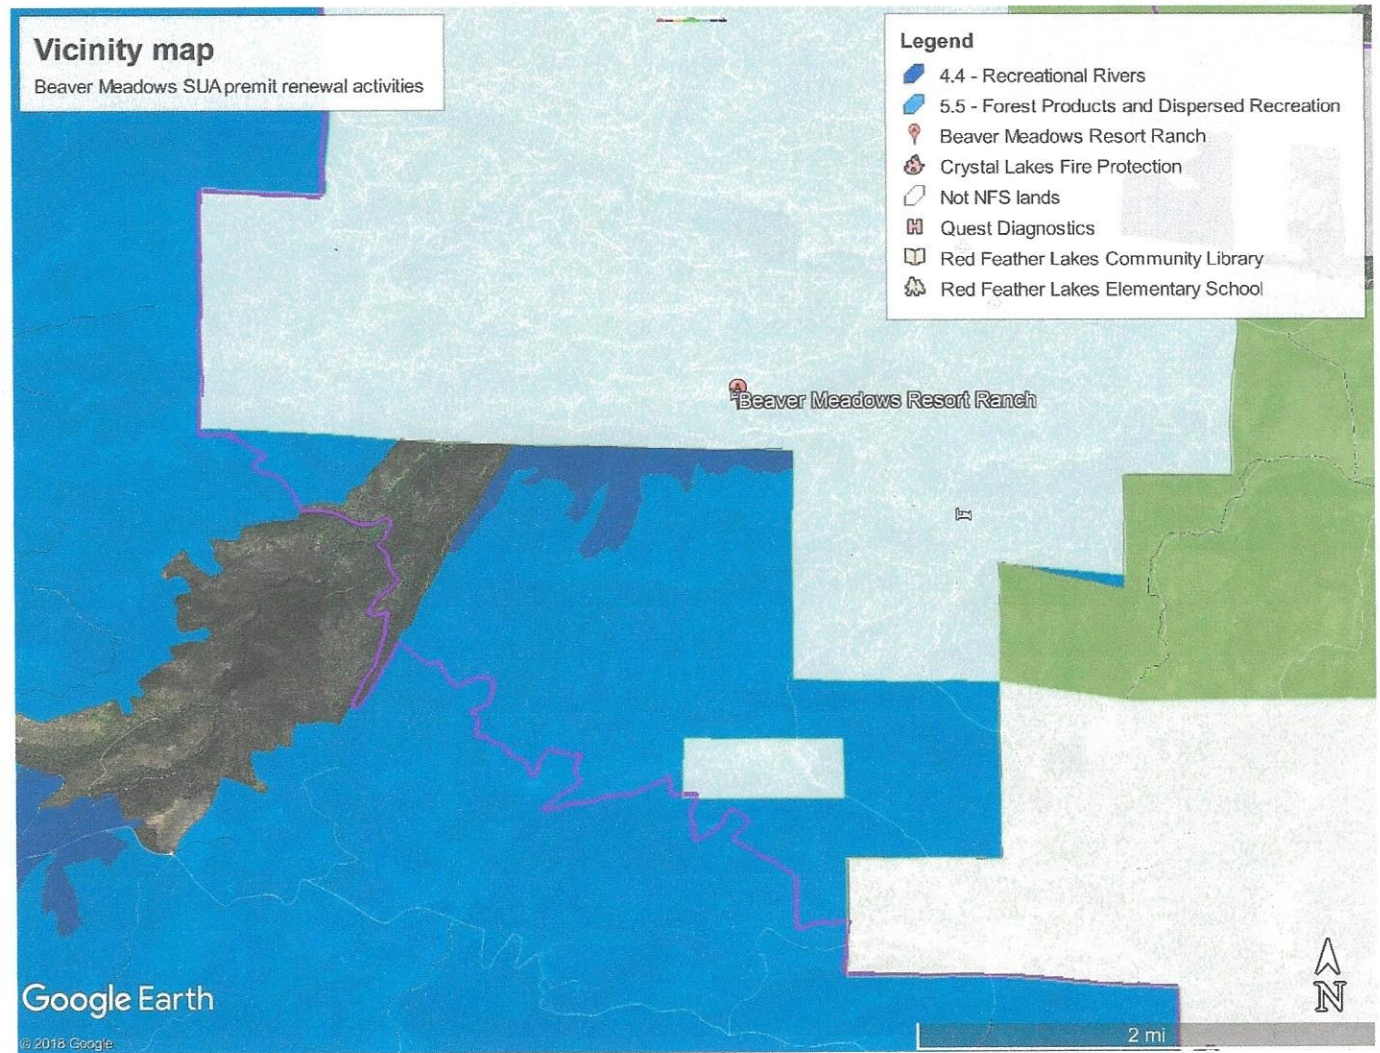 Vicinity map
Beaver Meadows SUA premit renewal activities
Legend
4.4 - Recreational Rivers
5.5 - Forest Products and Dispersed Recreation
Beaver Meadows Resort Ranch
Crystal Lakes Fire Protection
Not NFS lands
Quest Diagnostics
Red Feather Lakes Community Library
Red Feather Lakes Elementary School
A
Beaver Meadows Resort Ranch
Google Earth
© 2018 Google
N
2 mi